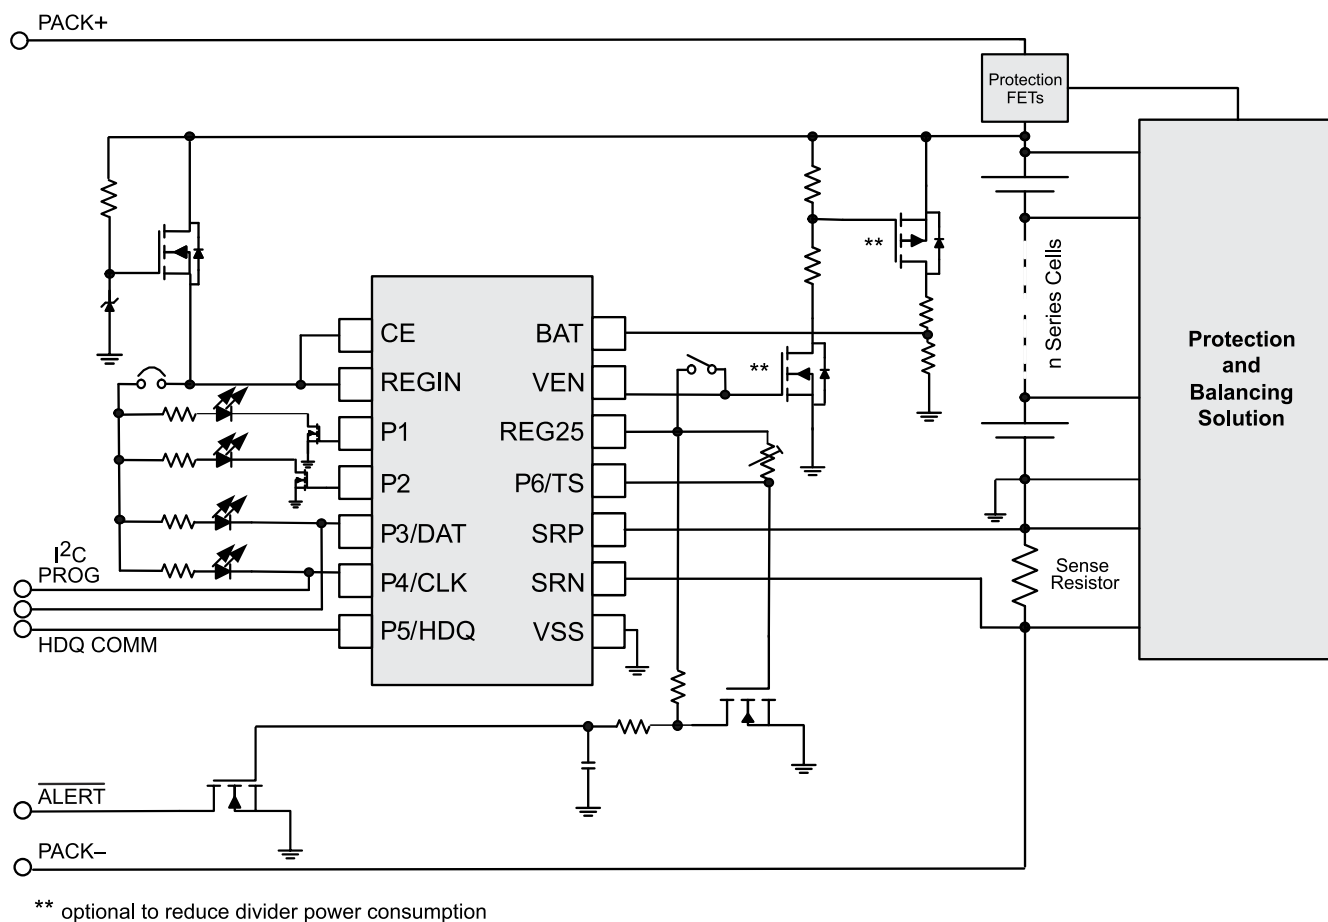 PACK+
Protection
FETs
**
n Series Cells
Protection
and
Balancing
Solution
CE
BAT
REGIN
VEN
**
P1
REG25
P2
P6/TS
P3/DAT
SRP
I²C
PROG
P4/CLK
SRN
Sense
Resistor
P5/HDQ
VSS
HDQ COMM
ALERT
PACK–
** optional to reduce divider power consumption